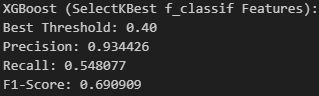 XGBoost (SelectKBest f_classif Features):
Best Threshold: 0.40
Precision: 0.934426
Recall: 0.548077
F1-Score: 0.690909